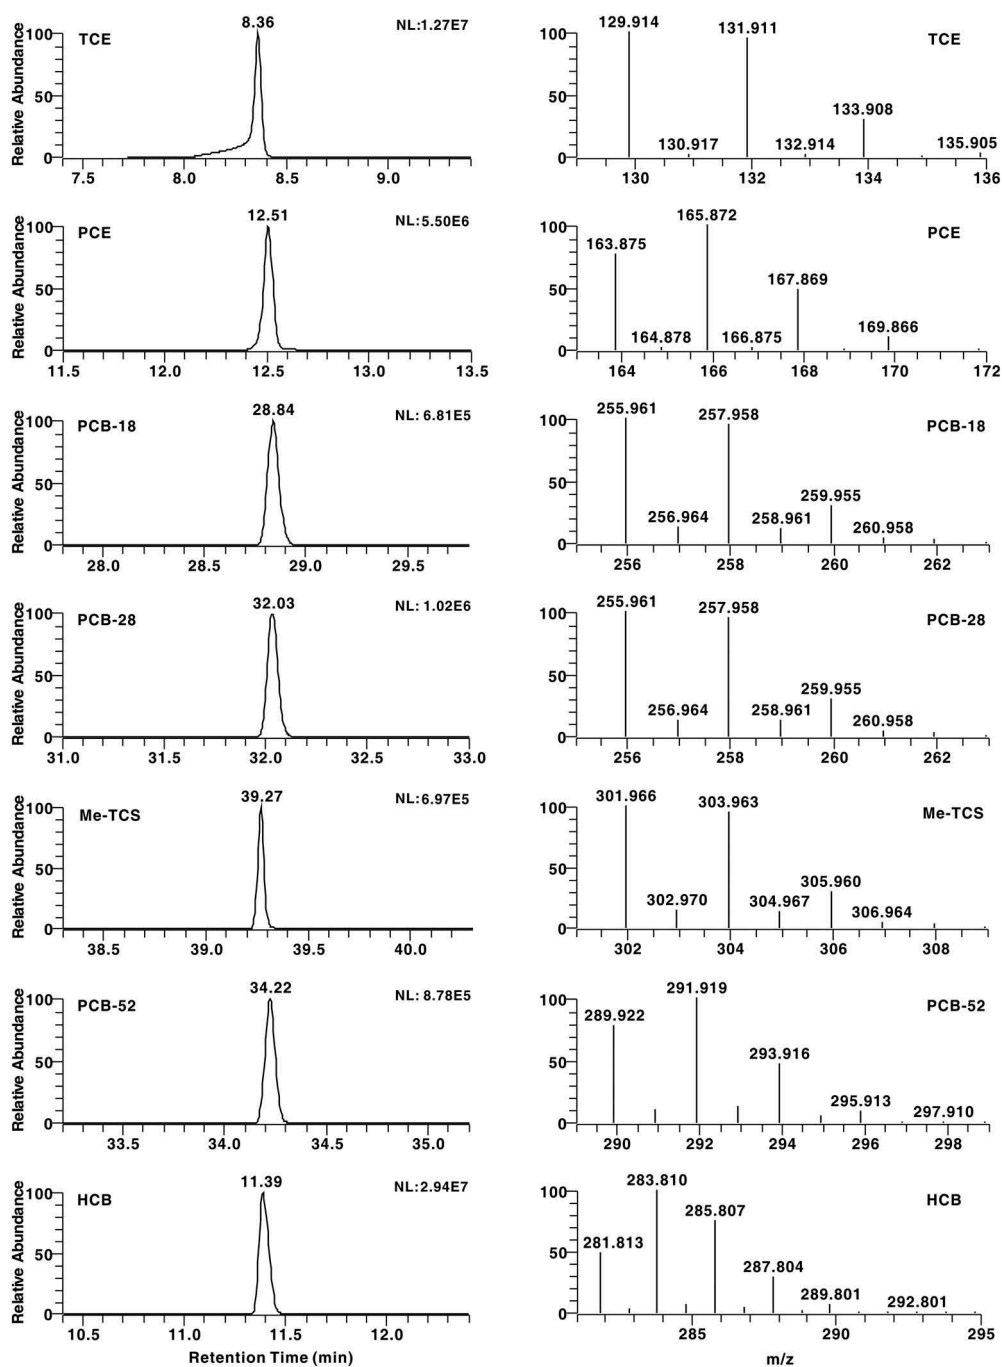 8.36
NL:1.27E7
TCE
Relative Abundance
100
50
0
7.5 8.0 8.5 9.0
129.914
131.911
TCE
133.908
130.917
132.914
135.905
100
50
0
130 132 134 136
12.51
NL:5.50E6
PCE
Relative Abundance
100
50
0
11.5 12.0 12.5 13.0 13.5
165.872
PCE
163.875
167.869
164.878
166.875
169.866
100
50
0
164 166 168 170 172
28.84
NL: 6.81E5
PCB-18
Relative Abundance
100
50
0
28.0 28.5 29.0 29.5
255.961
257.958
PCB-18
259.955
256.964
258.961
260.958
100
50
0
256 258 260 262
32.03
NL: 1.02E6
PCB-28
Relative Abundance
100
50
0
31.0 31.5 32.0 32.5 33.0
255.961
257.958
PCB-28
259.955
256.964
258.961
260.958
100
50
0
256 258 260 262
39.27
NL:6.97E5
Me-TCS
Relative Abundance
100
50
0
38.5 39.0 39.5 40.0
301.966
303.963
Me-TCS
305.960
302.970
304.967
306.964
100
50
0
302 304 306 308
34.22
NL: 8.78E5
PCB-52
Relative Abundance
100
50
0
33.5 34.0 34.5 35.0
291.919
PCB-52
289.922
293.916
295.913
297.910
100
50
0
290 292 294 296 298
11.39
NL:2.94E7
HCB
Relative Abundance
100
50
0
10.5 11.0 11.5 12.0
Retention Time (min)
283.810
HCB
285.807
281.813
287.804
289.801
292.801
100
50
0
285 290 295
m/z